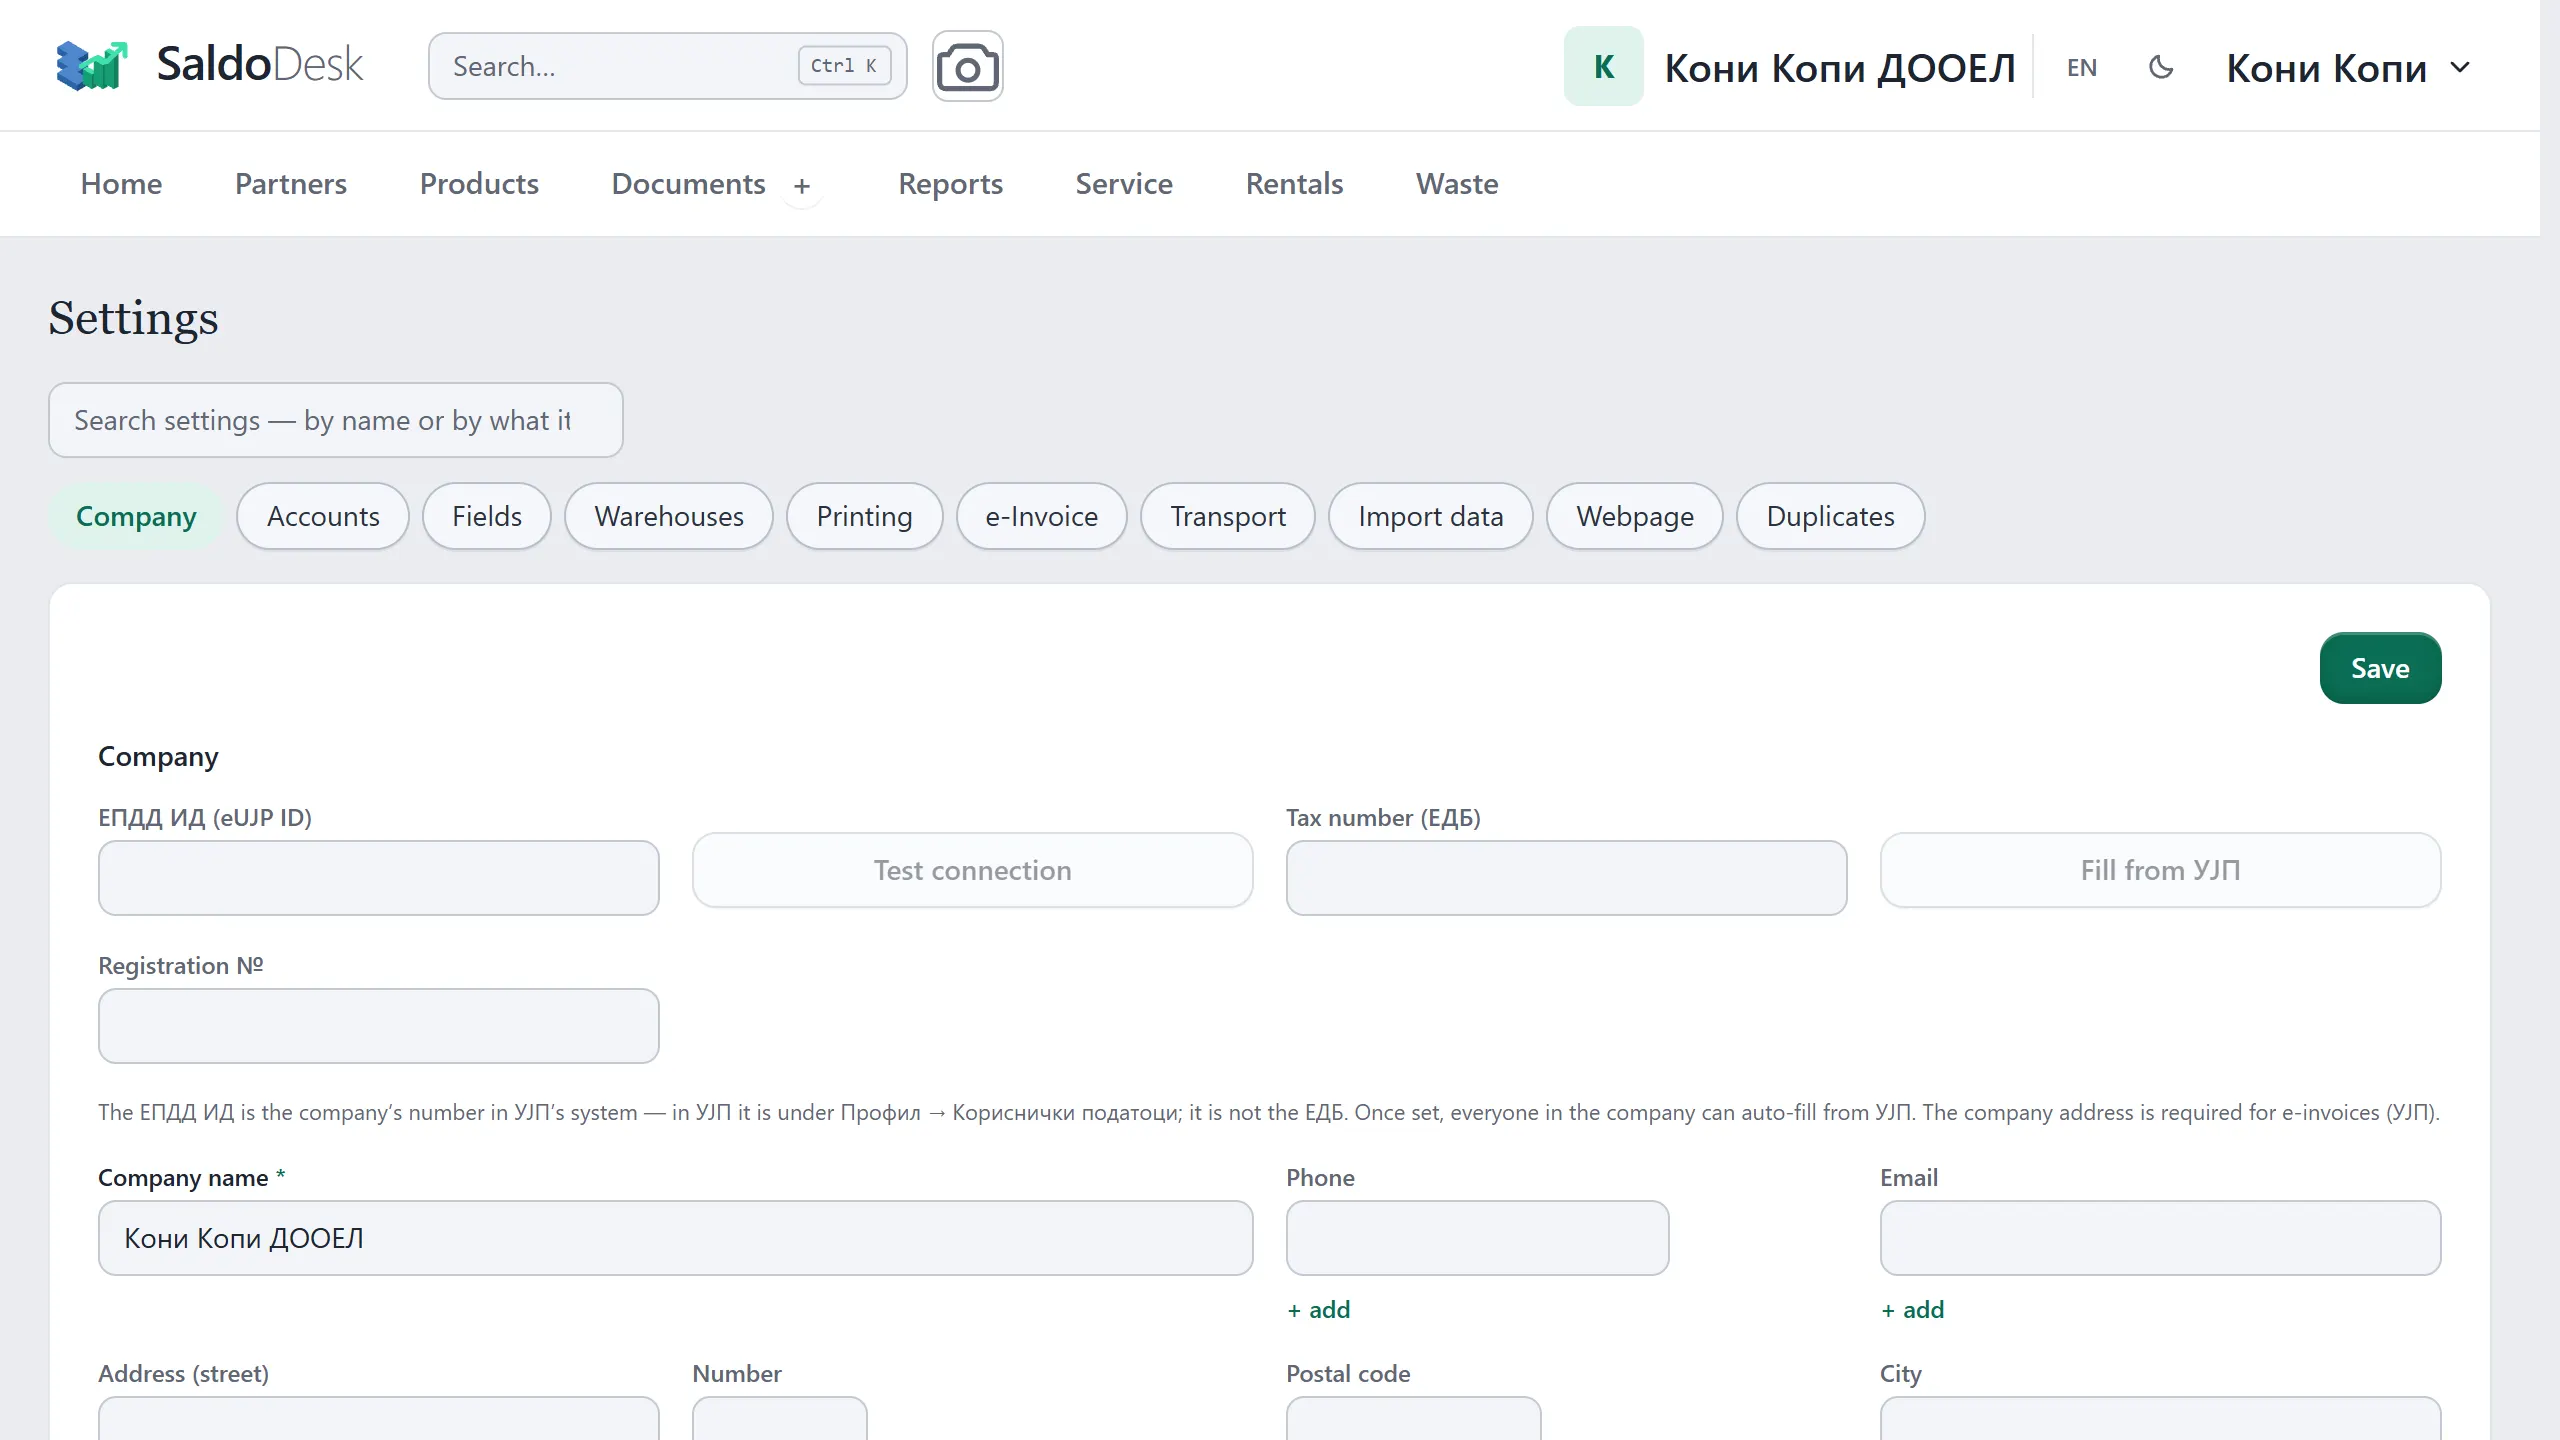 SaldoDesk
Search...
Ctrl K
K
Кони Копи ДООЕЛ
EN
Кони Копи
Home
Partners
Products
Documents +
Reports
Service
Rentals
Waste
Settings
Search settings — by name or by what it
Company
Accounts
Fields
Warehouses
Printing
e-Invoice
Transport
Import data
Webpage
Duplicates
Save
Company
ЕПДД ИД (eUJP ID)
Test connection
Tax number (ЕДБ)
Fill from УЈП
Registration №
The ЕПДД ИД is the company’s number in УЈП’s system — in УЈП it is under Профил → Кориснички податоци; it is not the ЕДБ. Once set, everyone in the company can auto-fill from УЈП. The company address is required for e-invoices (УЈП).
Company name *
Кони Копи ДООЕЛ
Phone
+ add
Email
+ add
Address (street)
Number
Postal code
City